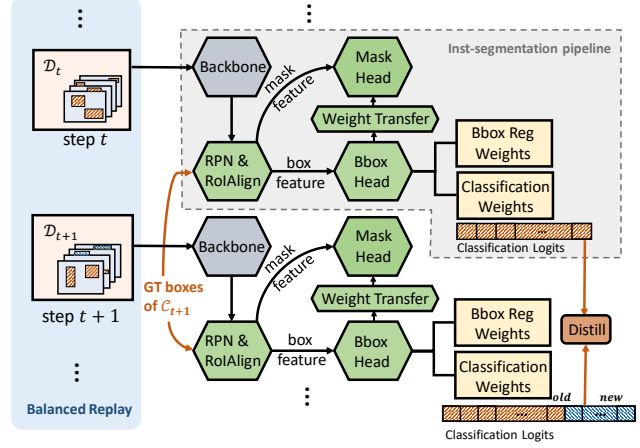 ⋮
⋮
Inst-segmentation pipeline
𝒟ₜ
step t
Backbone
mask
feature
Mask
Head
Weight Transfer
RPN &
RoIAlign
box
feature
Bbox
Head
Bbox Reg
Weights
Classification
Weights
...
Classification Logits
𝒟ₜ₊₁
step t + 1
GT boxes
of 𝒞ₜ₊₁
Backbone
mask
feature
Mask
Head
Weight Transfer
RPN &
RoIAlign
box
feature
Bbox
Head
Bbox Reg
Weights
Classification
Weights
Distill
old
new
...
...
Classification Logits
⋮
⋮
Balanced Replay